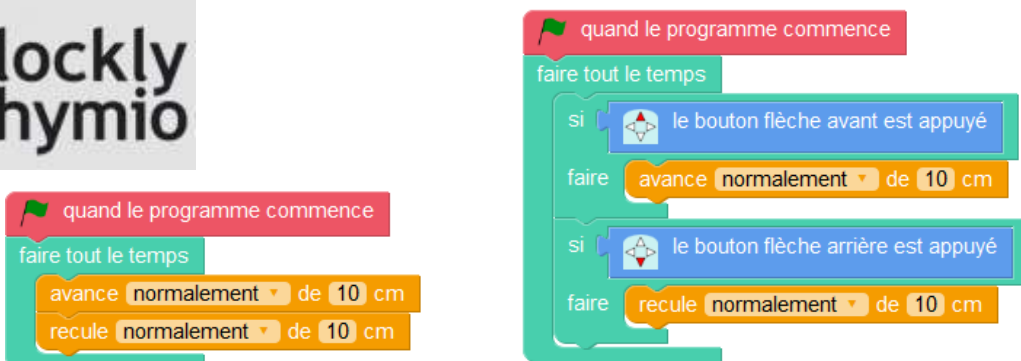 lockly
hymio
quand le programme commence
faire tout le temps
avance normalement de 10 cm
recule normalement de 10 cm
quand le programme commence
faire tout le temps
si le bouton flèche avant est appuyé
faire avance normalement de 10 cm
si le bouton flèche arrière est appuyé
faire recule normalement de 10 cm